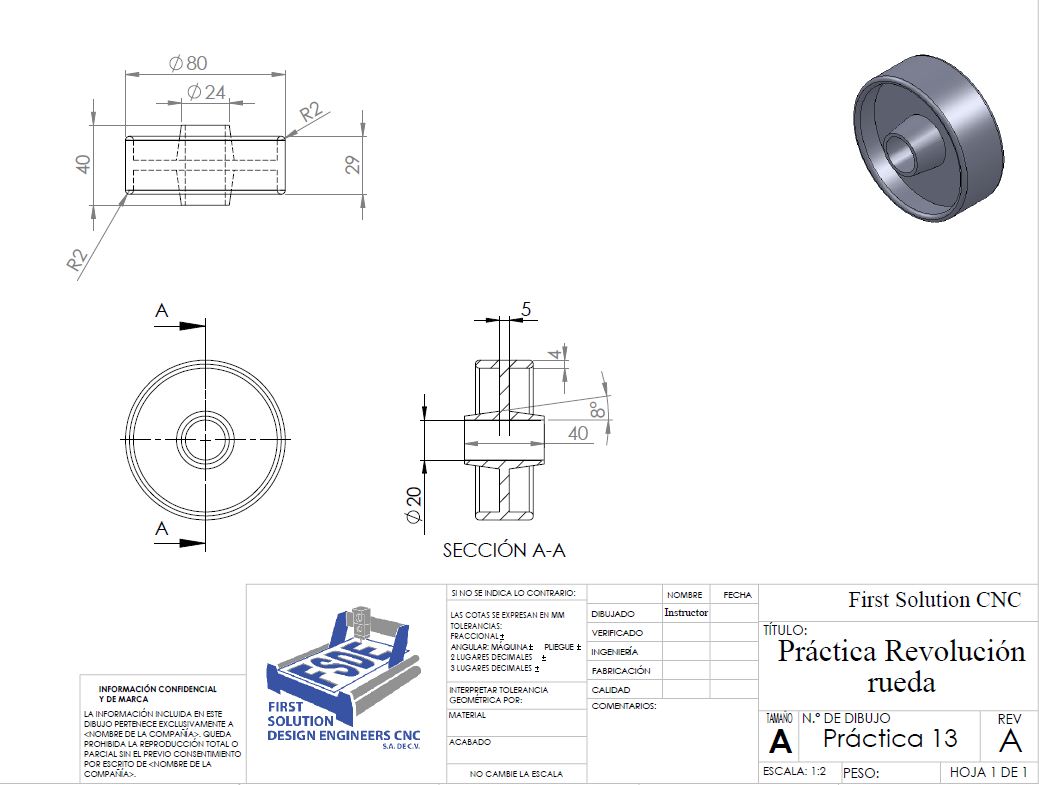 ∅80
∅24
R2
40
29
R2
A
A
5
4
8°
40
∅20
SECCIÓN A-A
SI NO SE INDICA LO CONTRARIO:
LAS COTAS SE EXPRESAN EN MM
TOLERANCIAS:
FRACCIONAL±
ANGULAR: MÁQUINA± PLIEGUE ±
2 LUGARES DECIMALES ±
3 LUGARES DECIMALES ±
INTERPRETAR TOLERANCIA
GEOMÉTRICA POR:
MATERIAL
ACABADO
NO CAMBIE LA ESCALA
NOMBRE FECHA
DIBUJADO Instructor
VERIFICADO
INGENIERÍA
FABRICACIÓN
CALIDAD
COMENTARIOS:
First Solution CNC
TÍTULO:
Práctica Revolución
rueda
TAMAÑO
A
N.º DE DIBUJO
Práctica 13
REV
A
ESCALA: 1:2 PESO: HOJA 1 DE 1
INFORMACIÓN CONFIDENCIAL
Y DE MARCA
LA INFORMACIÓN INCLUIDA EN ESTE
DIBUJO PERTENECE EXCLUSIVAMENTE A
<NOMBRE DE LA COMPAÑÍA>. QUEDA
PROHIBIDA LA REPRODUCCIÓN TOTAL O
PARCIAL SIN EL PREVIO CONSENTIMIENTO
POR ESCRITO DE <NOMBRE DE LA
COMPAÑÍA>.
FSDE
FIRST
SOLUTION
DESIGN ENGINEERS CNC
S.A. DE C.V.